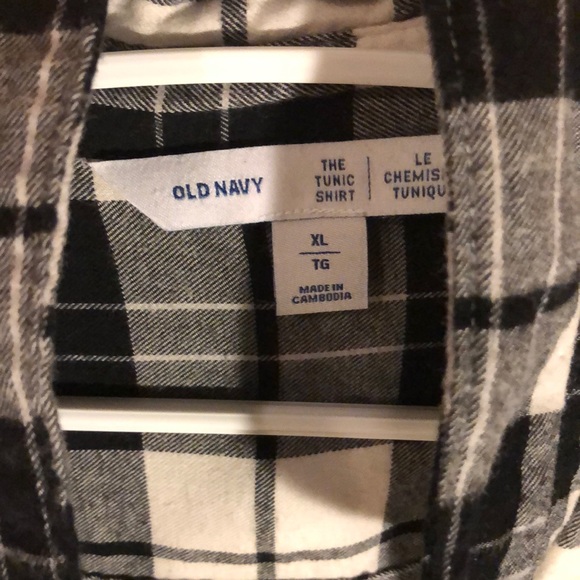 OLD NAVY
THE
TUNIC
SHIRT
LE
CHEMIS
TUNIQU
XL
TG
MADE IN
CAMBODIA